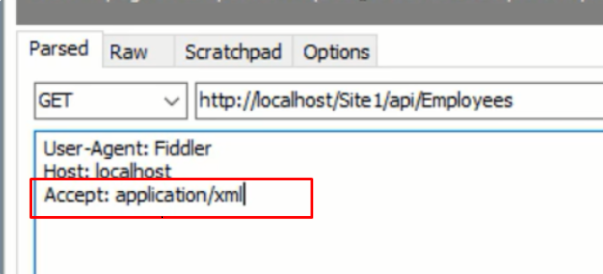 Parsed Raw Scratchpad Options
GET http://localhost/Site1/api/Employees
User-Agent: Fiddler
Host: localhost
Accept: application/xml